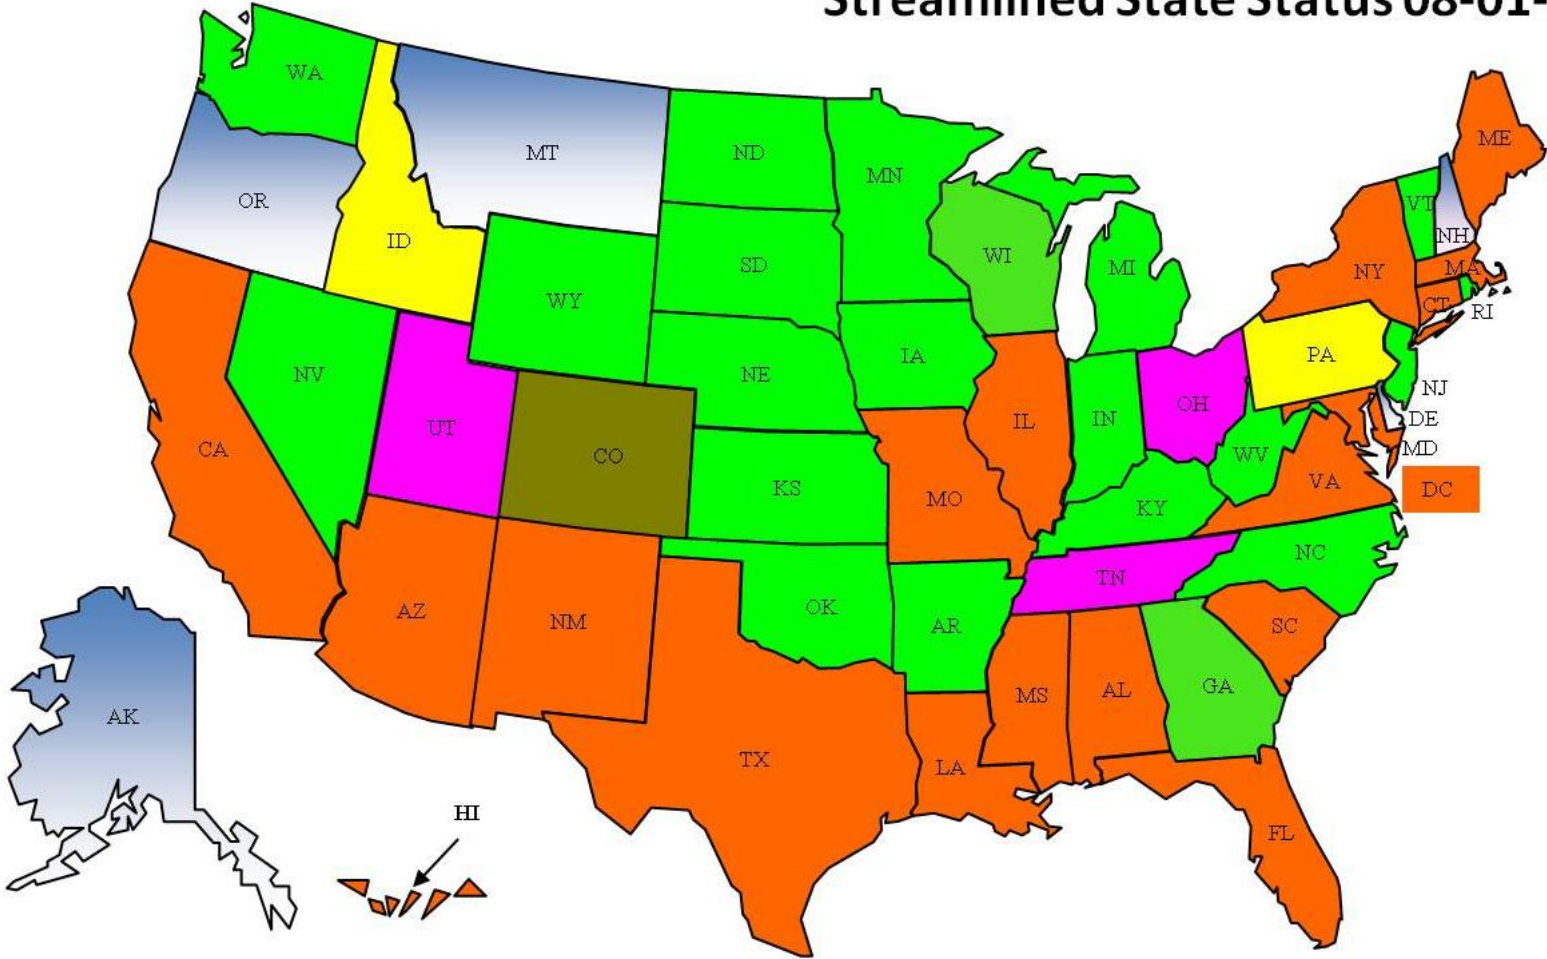 Streamlined State Status 08-01-
WA
MT
ND
MN
ME
OR
ID
SD
WI
MI
VT
NH
NY
MA
WY
CT
RI
NV
NE
IA
PA
NJ
UT
CO
IL
IN
OH
DE
CA
KS
MO
WV
MD
VA
DC
KY
NC
TN
AZ
NM
OK
AR
SC
MS
AL
GA
AK
TX
LA
HI
FL